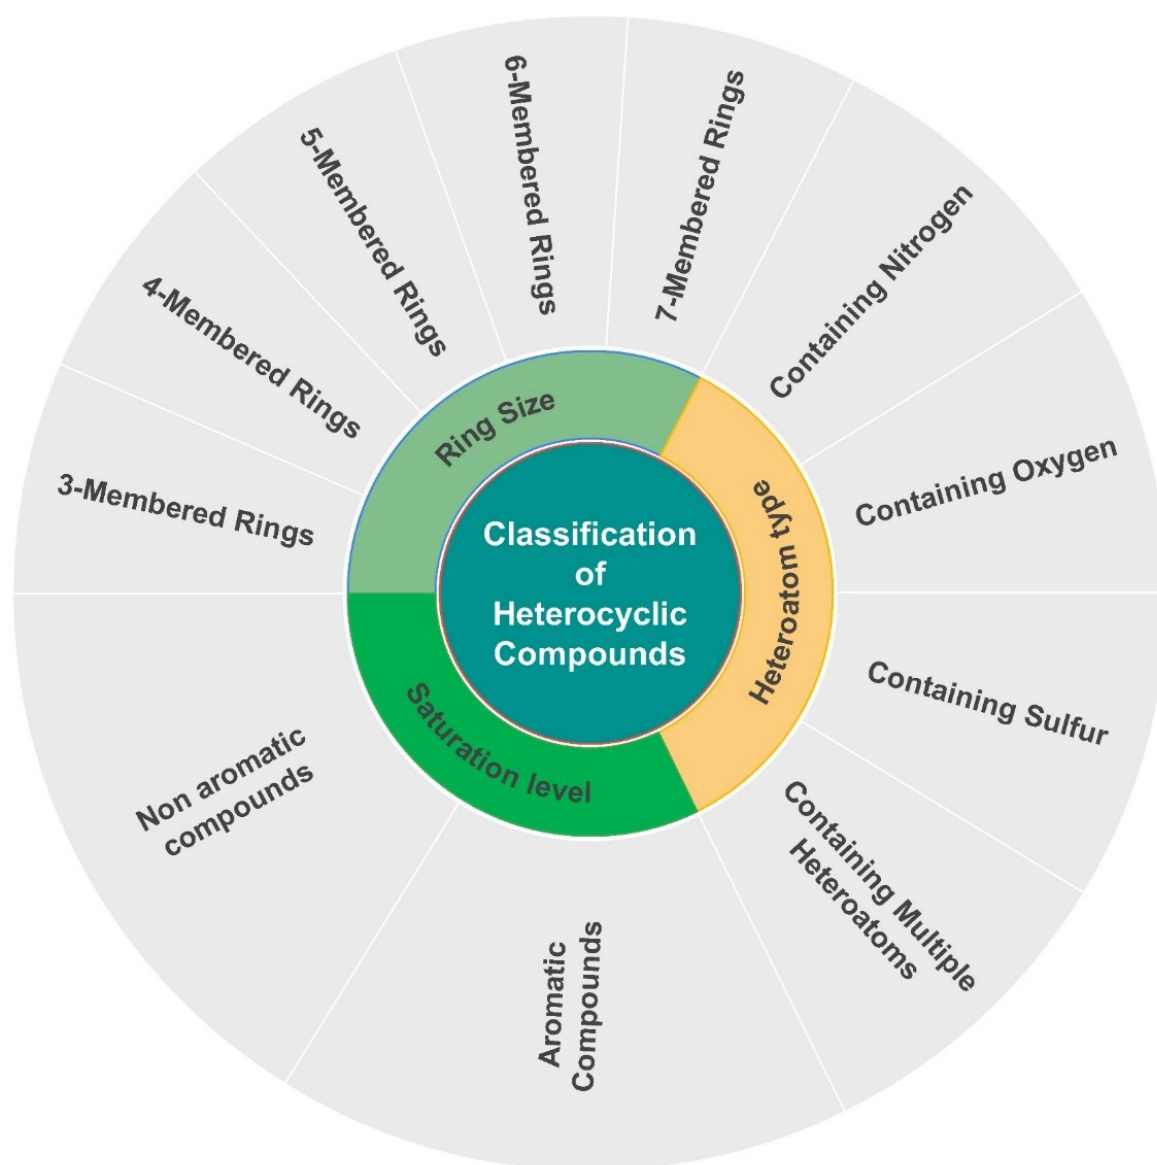 Classification
of
Heterocyclic
Compounds
Ring Size
3-Membered Rings
4-Membered Rings
5-Membered Rings
6-Membered Rings
7-Membered Rings
Heteroatom type
Containing Nitrogen
Containing Oxygen
Containing Sulfur
Containing Multiple
Heteroatoms
Saturation level
Aromatic
Compounds
Non aromatic
compounds